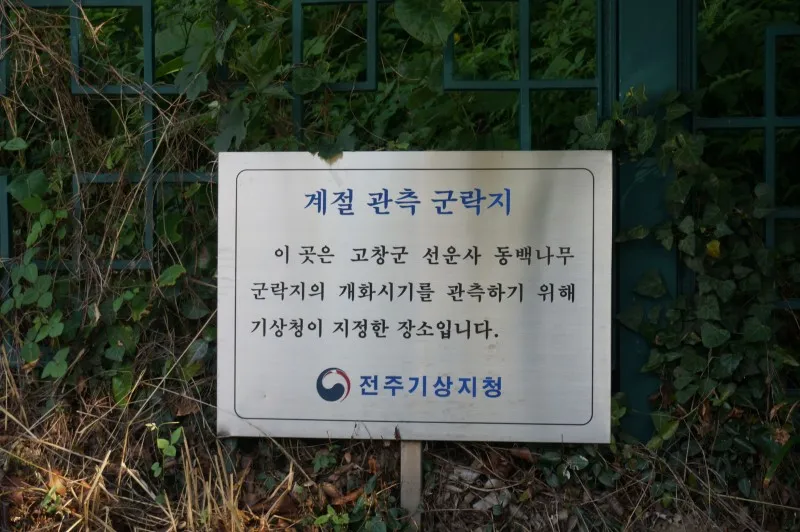 계절 관측 군락지
이 곳은 고창군 선운사 동백나무
군락지의 개화시기를 관측하기 위해
기상청이 지정한 장소입니다.
전주기상지청